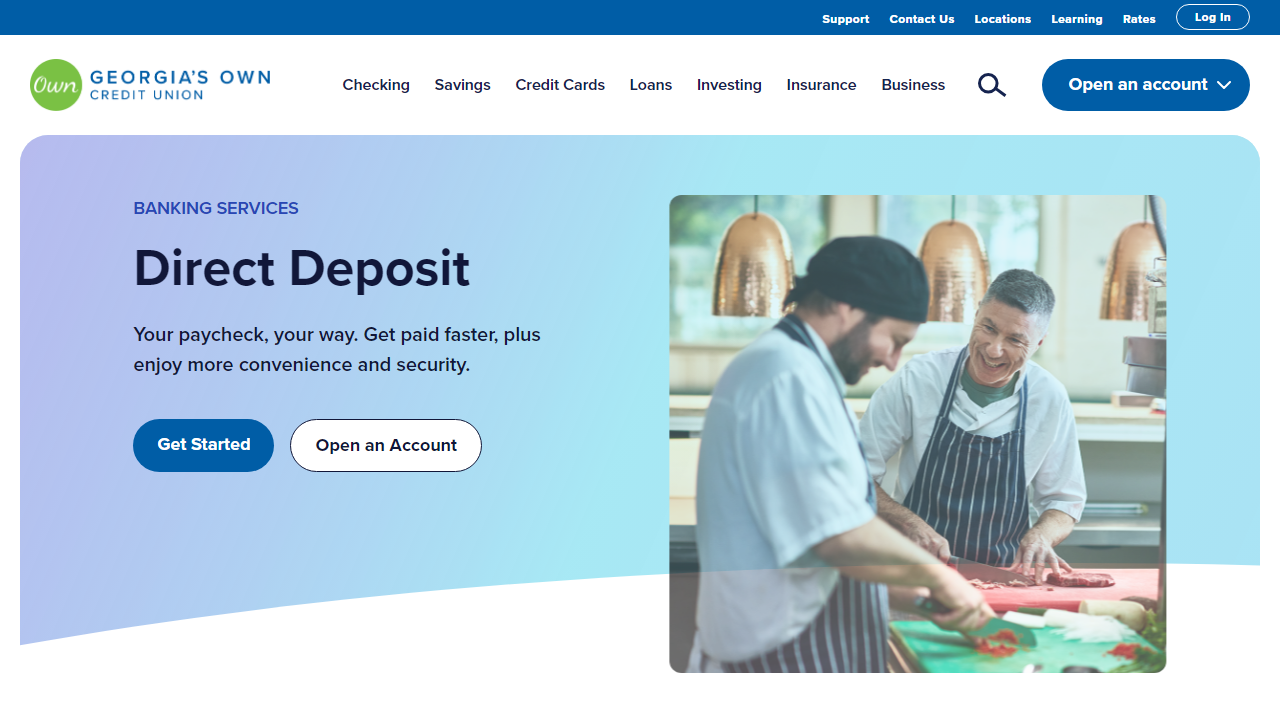 Support Contact Us Locations Learning Rates Log In
Own GEORGIA'S OWN
CREDIT UNION
Checking Savings Credit Cards Loans Investing Insurance Business Open an account
BANKING SERVICES
Direct Deposit
Your paycheck, your way. Get paid faster, plus
enjoy more convenience and security.
Get Started Open an Account